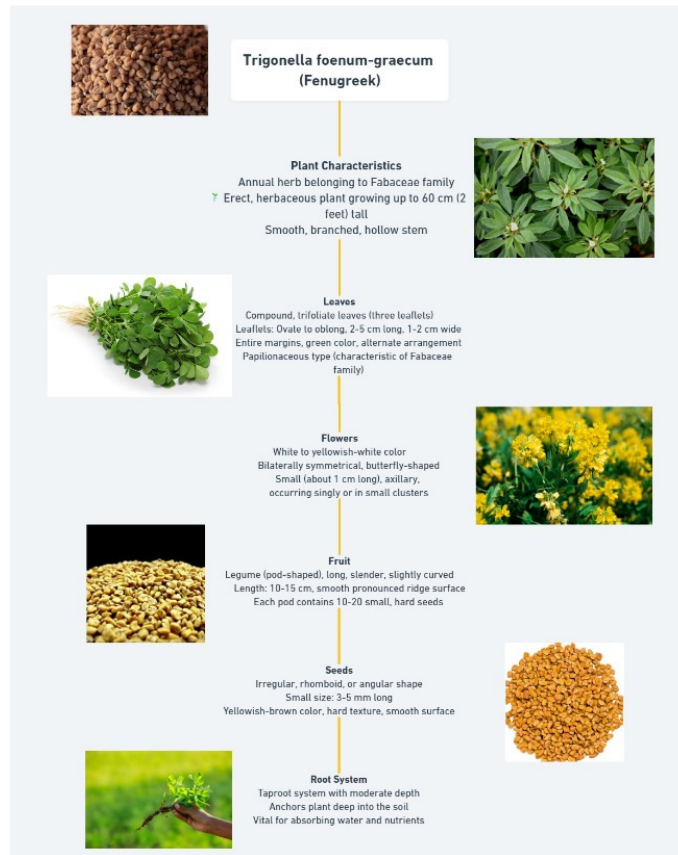 Trigonella foenum-graecum
(Fenugreek)
Plant Characteristics
Annual herb belonging to Fabaceae family
Erect, herbaceous plant growing up to 60 cm (2
feet) tall
Smooth, branched, hollow stem
Leaves
Compound, trifoliate leaves (three leaflets)
Leaflets: Ovate to oblong, 2-5 cm long, 1-2 cm wide
Entire margins, green color, alternate arrangement
Papilionaceous type (characteristic of Fabaceae
family)
Flowers
White to yellowish-white color
Bilaterally symmetrical, butterfly-shaped
Small (about 1 cm long), axillary,
occurring singly or in small clusters
Fruit
Legume (pod-shaped), long, slender, slightly curved
Length: 10-15 cm, smooth pronounced ridge surface
Each pod contains 10-20 small, hard seeds
Seeds
Irregular, rhomboid, or angular shape
Small size: 3-5 mm long
Yellowish-brown color, hard texture, smooth surface
Root System
Taproot system with moderate depth
Anchors plant deep into the soil
Vital for absorbing water and nutrients